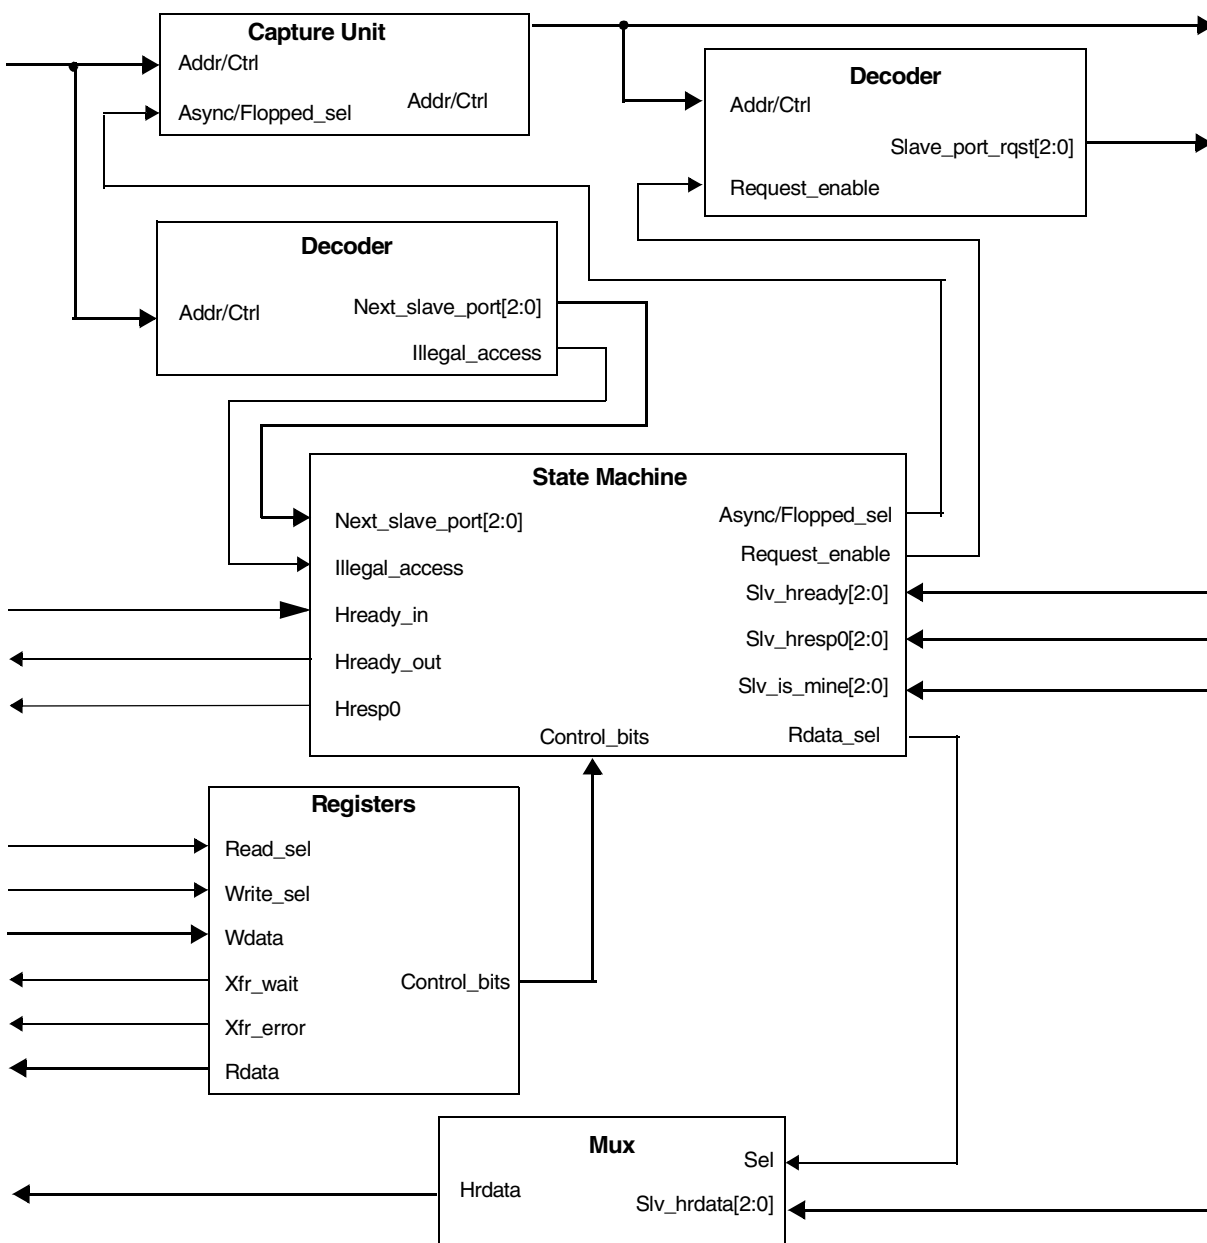 Capture Unit
Addr/Ctrl
Async/Flopped_sel
Addr/Ctrl
Decoder
Addr/Ctrl
Slave_port_rqst[2:0]
Request_enable
Decoder
Addr/Ctrl
Next_slave_port[2:0]
Illegal_access
State Machine
Next_slave_port[2:0]
Illegal_access
Hready_in
Hready_out
Hresp0
Async/Flopped_sel
Request_enable
Slv_hready[2:0]
Slv_hresp0[2:0]
Slv_is_mine[2:0]
Rdata_sel
Control_bits
Registers
Read_sel
Write_sel
Wdata
Xfr_wait
Xfr_error
Rdata
Control_bits
Mux
Sel
Hrdata
Slv_hrdata[2:0]